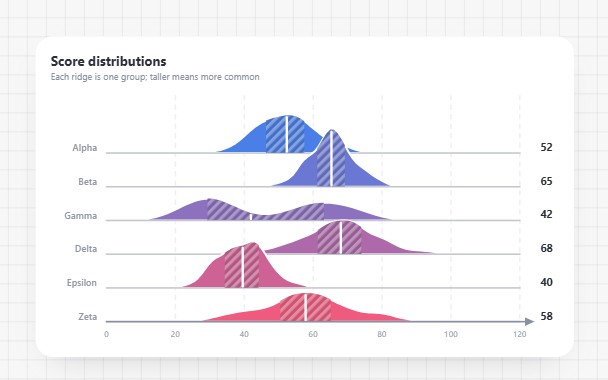 Score distributions
Each ridge is one group; taller means more common
Alpha 52
Beta 65
Gamma 42
Delta 68
Epsilon 40
Zeta 58
0 20 40 60 80 100 120